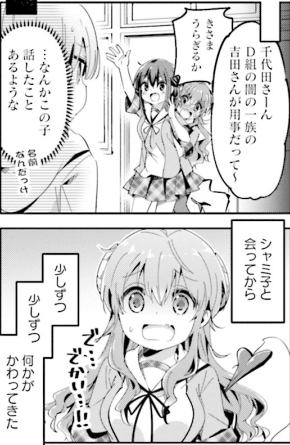 千代田さーん
D組の闇の一族の
吉田さんが用事だって〜
きさま
うらぎるか
…なんかこの子
話したこと
あるような
名前
なんだっけ
シャミ子と
会ってから
で…
でかい…!!
少しずつ
少しずつ
何かが
かわってきた